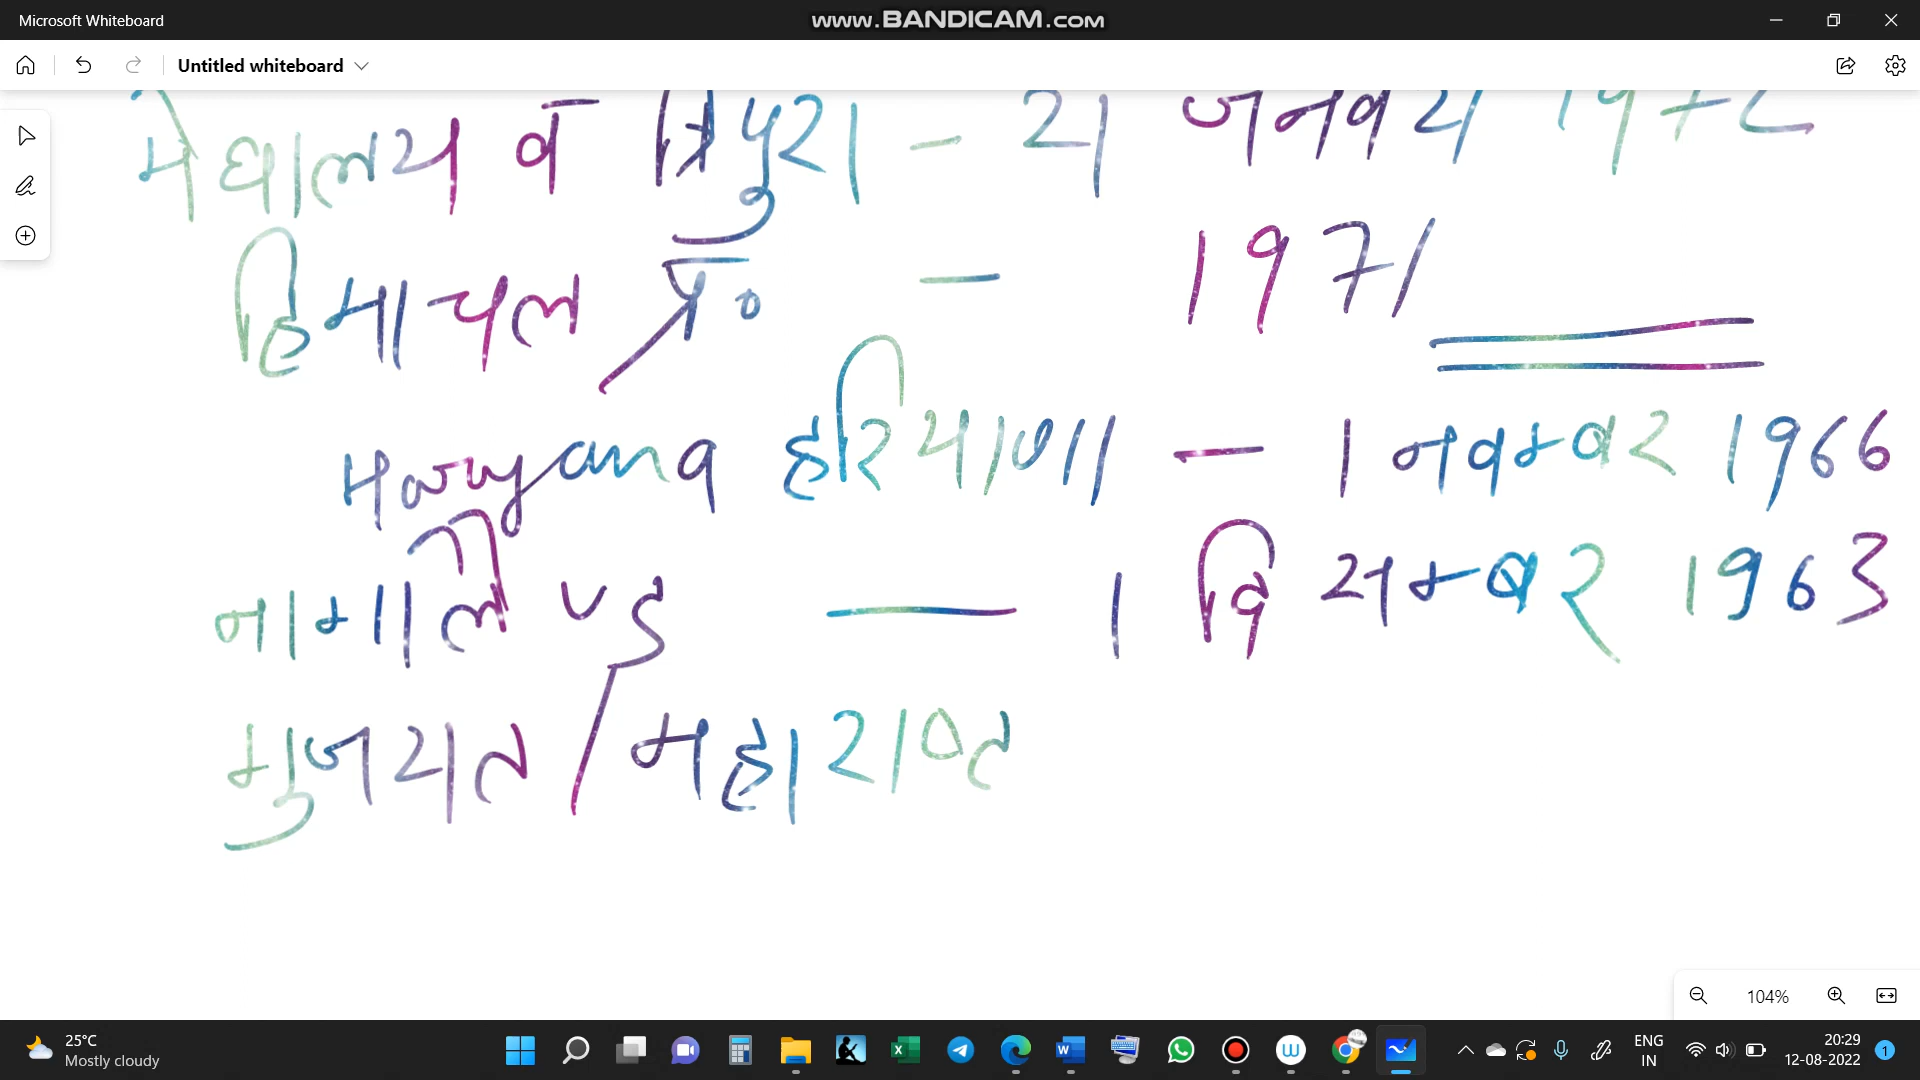 Microsoft Whiteboard
www.BANDICAM.com
Untitled whiteboard
मेघालय व त्रिपुरा - 21 जनवरी 1972
हिमाचल प्र० - 1971
Haryana हरियाणा - 1 नवम्बर 1966
नागालैण्ड - 1 दिसम्बर 1963
गुजरात / महाराष्ट
104%
25°C
Mostly cloudy
ENG
IN
20:29
12-08-2022
1